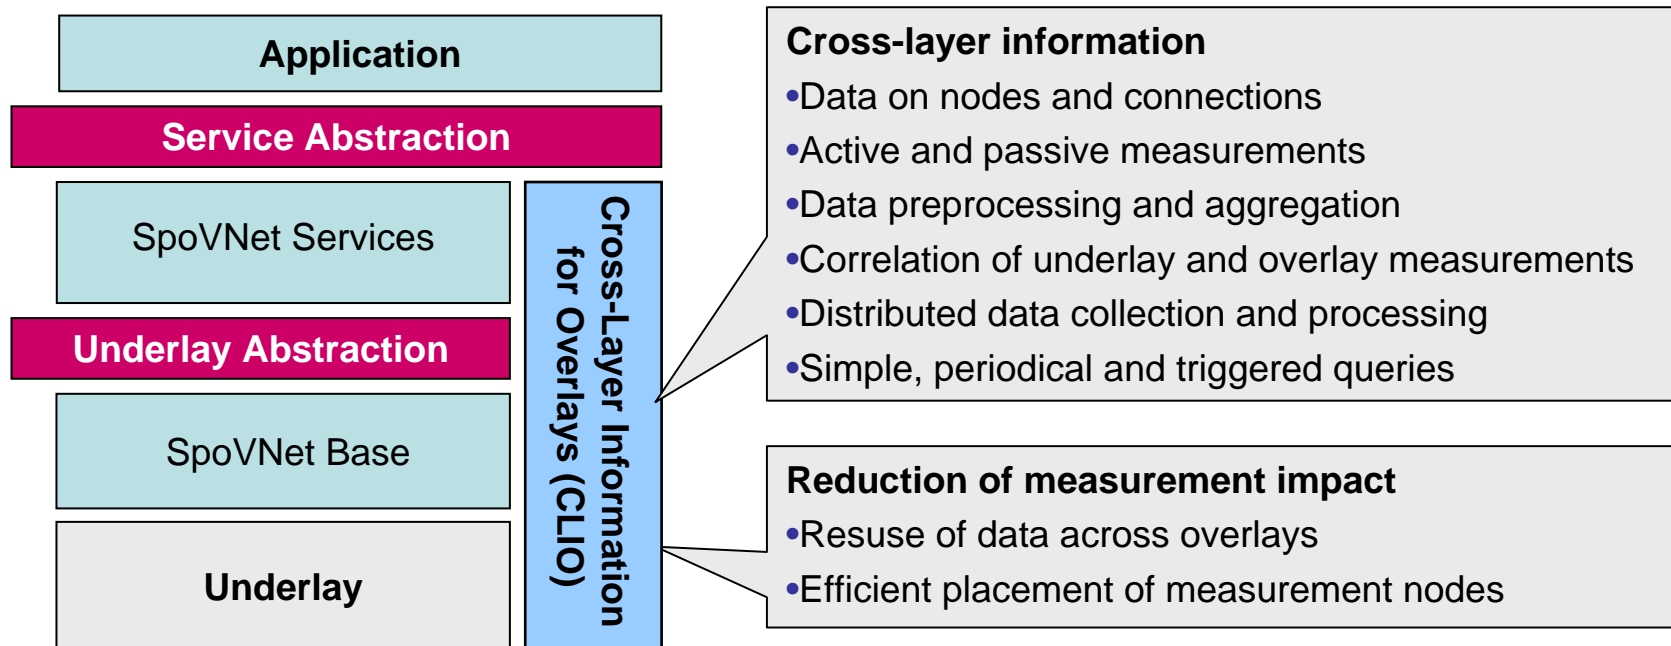 Application
Service Abstraction
SpoVNet Services
Underlay Abstraction
SpoVNet Base
Underlay
Cross-Layer Information
for Overlays (CLIO)
Cross-layer information
•Data on nodes and connections
•Active and passive measurements
•Data preprocessing and aggregation
•Correlation of underlay and overlay measurements
•Distributed data collection and processing
•Simple, periodical and triggered queries
Reduction of measurement impact
•Resuse of data across overlays
•Efficient placement of measurement nodes